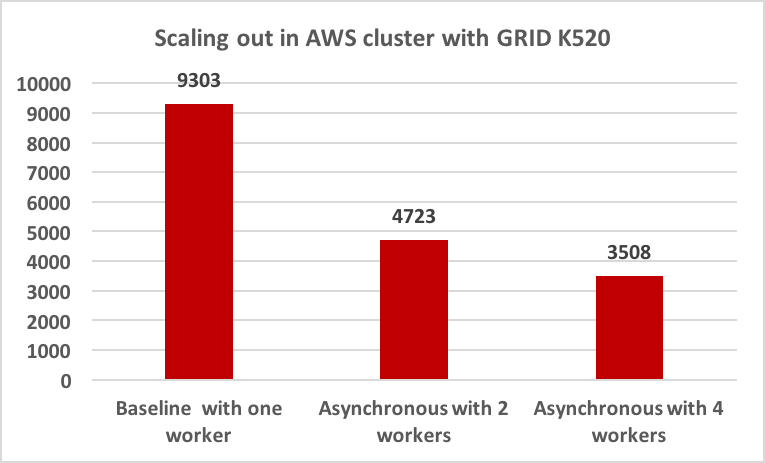 Scaling out in AWS cluster with GRID K520
10000
9000
8000
7000
6000
5000
4000
3000
2000
1000
0
9303
4723
3508
Baseline with one
worker
Asynchronous with 2
workers
Asynchronous with 4
workers